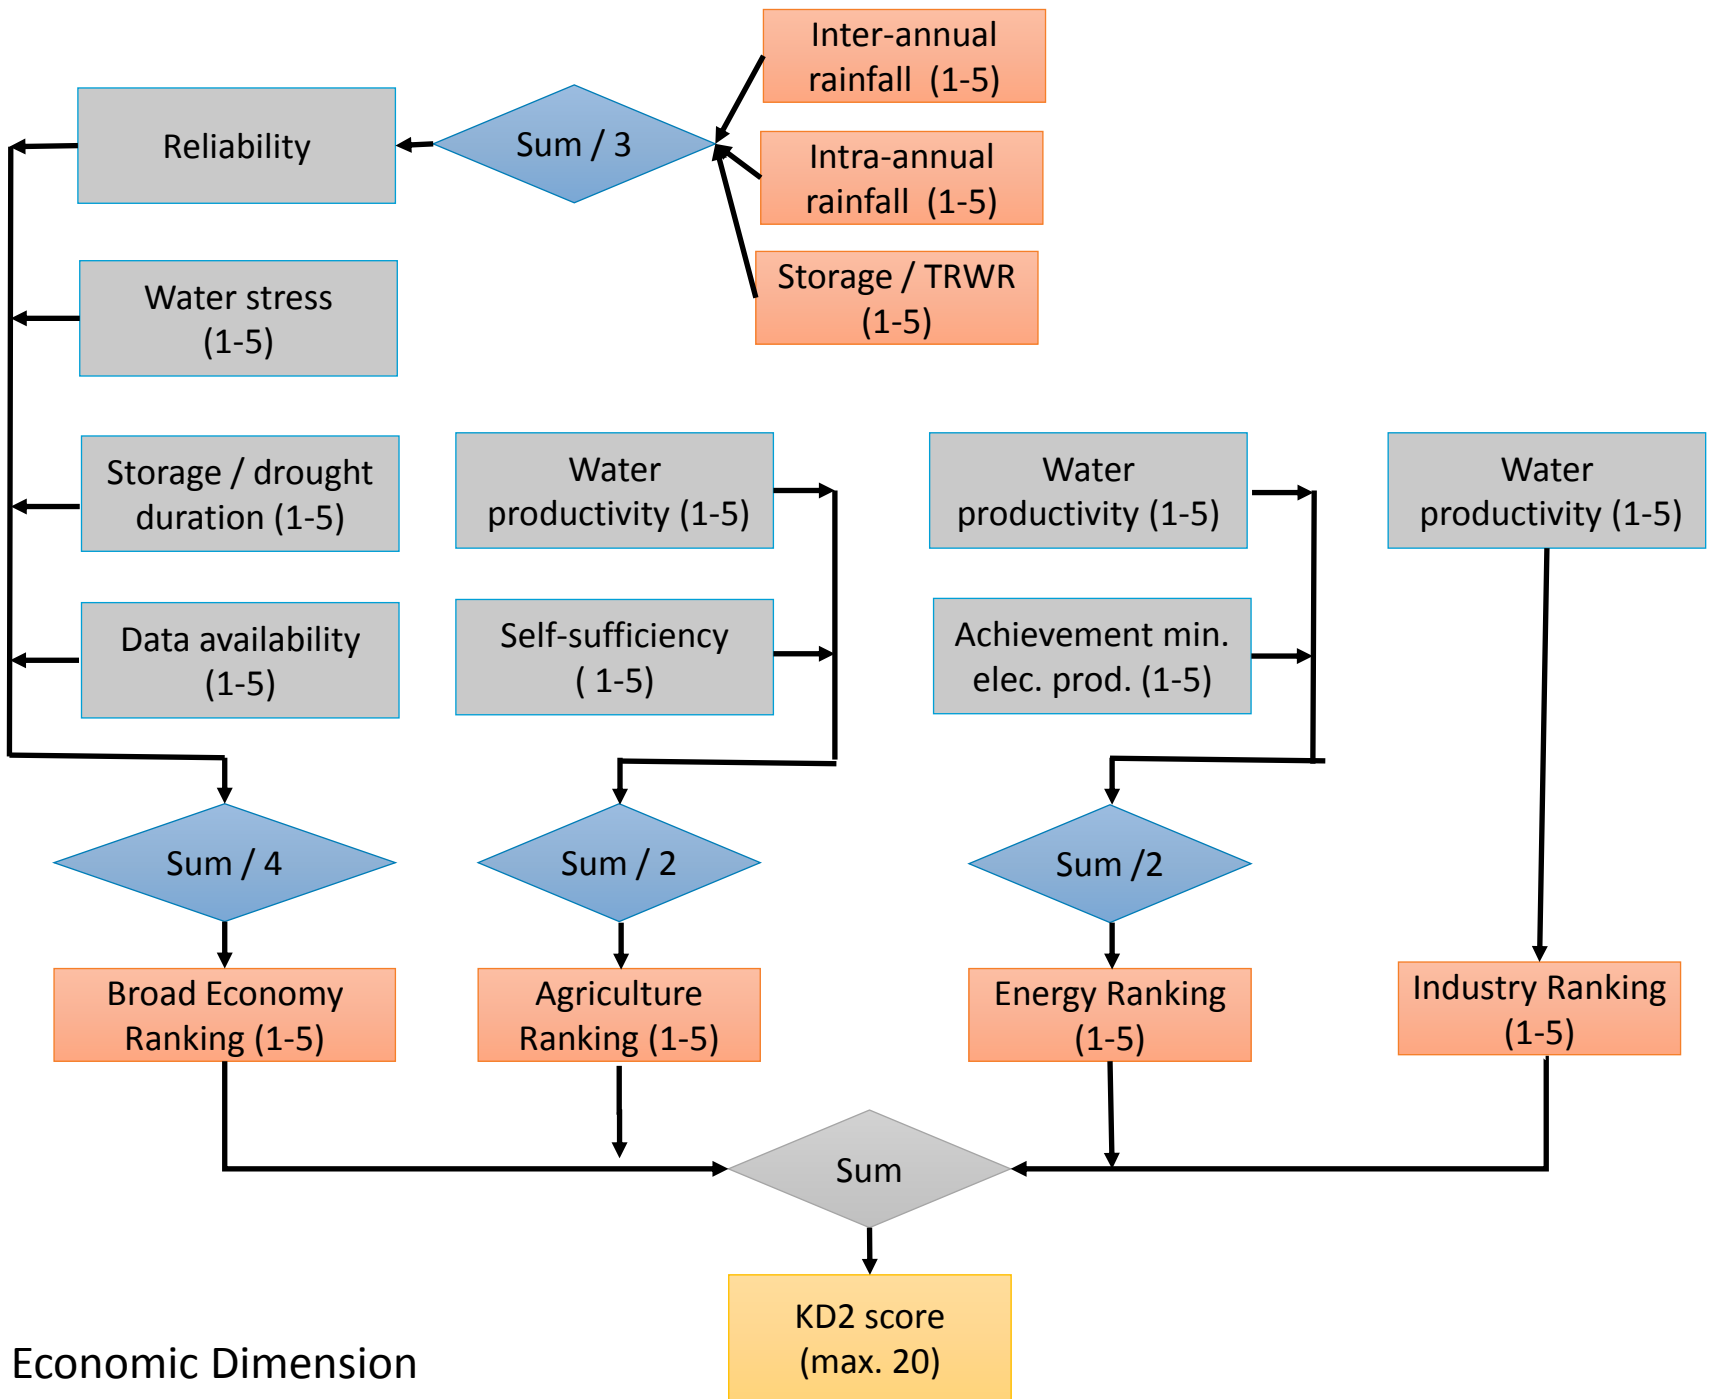 Inter-annual
rainfall (1-5)
Reliability
Sum / 3
Intra-annual
rainfall (1-5)
Storage / TRWR
(1-5)
Water stress
(1-5)
Storage / drought
duration (1-5)
Water
productivity (1-5)
Water
productivity (1-5)
Water
productivity (1-5)
Data availability
(1-5)
Self-sufficiency
( 1-5)
Achievement min.
elec. prod. (1-5)
Sum / 4
Sum / 2
Sum /2
Broad Economy
Ranking (1-5)
Agriculture
Ranking (1-5)
Energy Ranking
(1-5)
Industry Ranking
(1-5)
Sum
KD2 score
(max. 20)
Economic Dimension